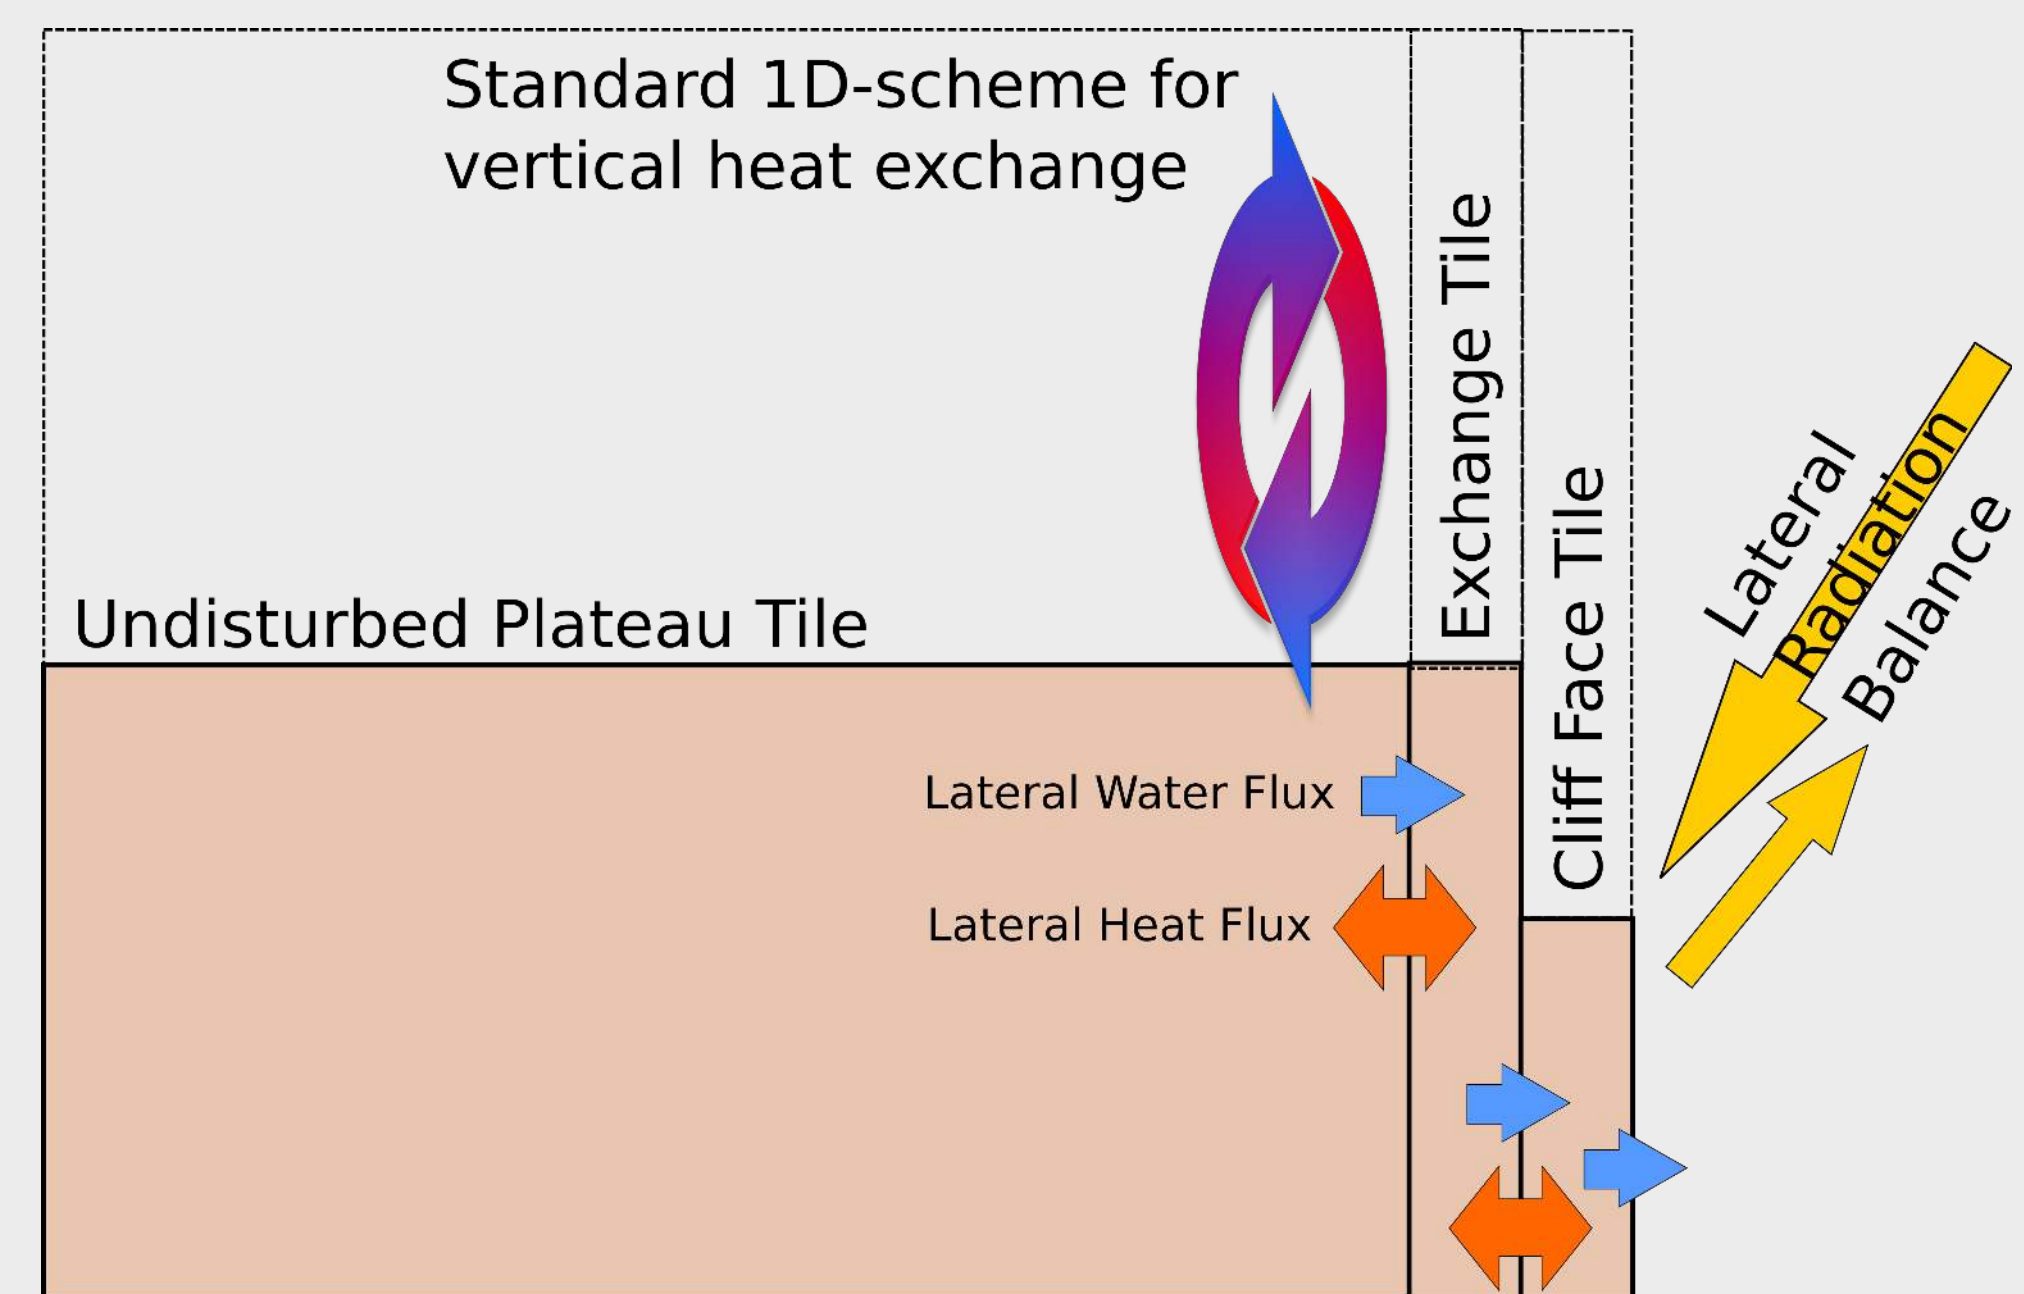 Standard 1D-scheme for
vertical heat exchange
Exchange Tile
Cliff Face Tile
Lateral
Radiation
Balance
Undisturbed Plateau Tile
Lateral Water Flux
Lateral Heat Flux